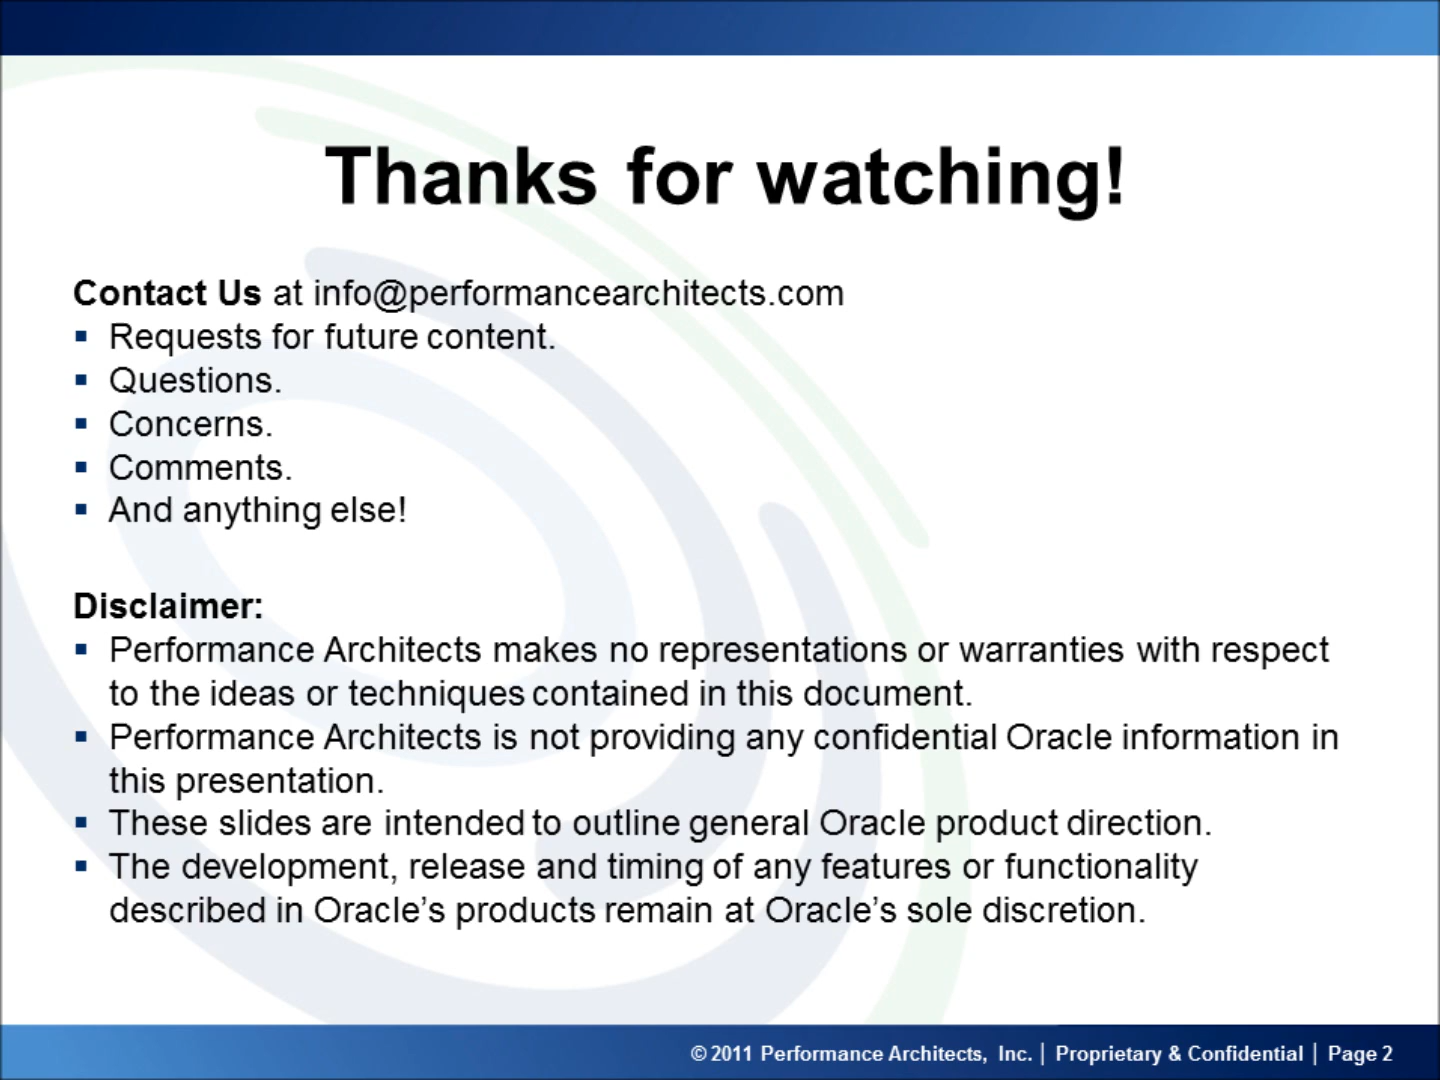 Thanks for watching!
Contact Us at info@performancearchitects.com
▪ Requests for future content.
▪ Questions.
▪ Concerns.
▪ Comments.
▪ And anything else!
Disclaimer:
▪ Performance Architects makes no representations or warranties with respect
to the ideas or techniques contained in this document.
▪ Performance Architects is not providing any confidential Oracle information in
this presentation.
▪ These slides are intended to outline general Oracle product direction.
▪ The development, release and timing of any features or functionality
described in Oracle’s products remain at Oracle’s sole discretion.
© 2011 Performance Architects, Inc. | Proprietary & Confidential | Page 2